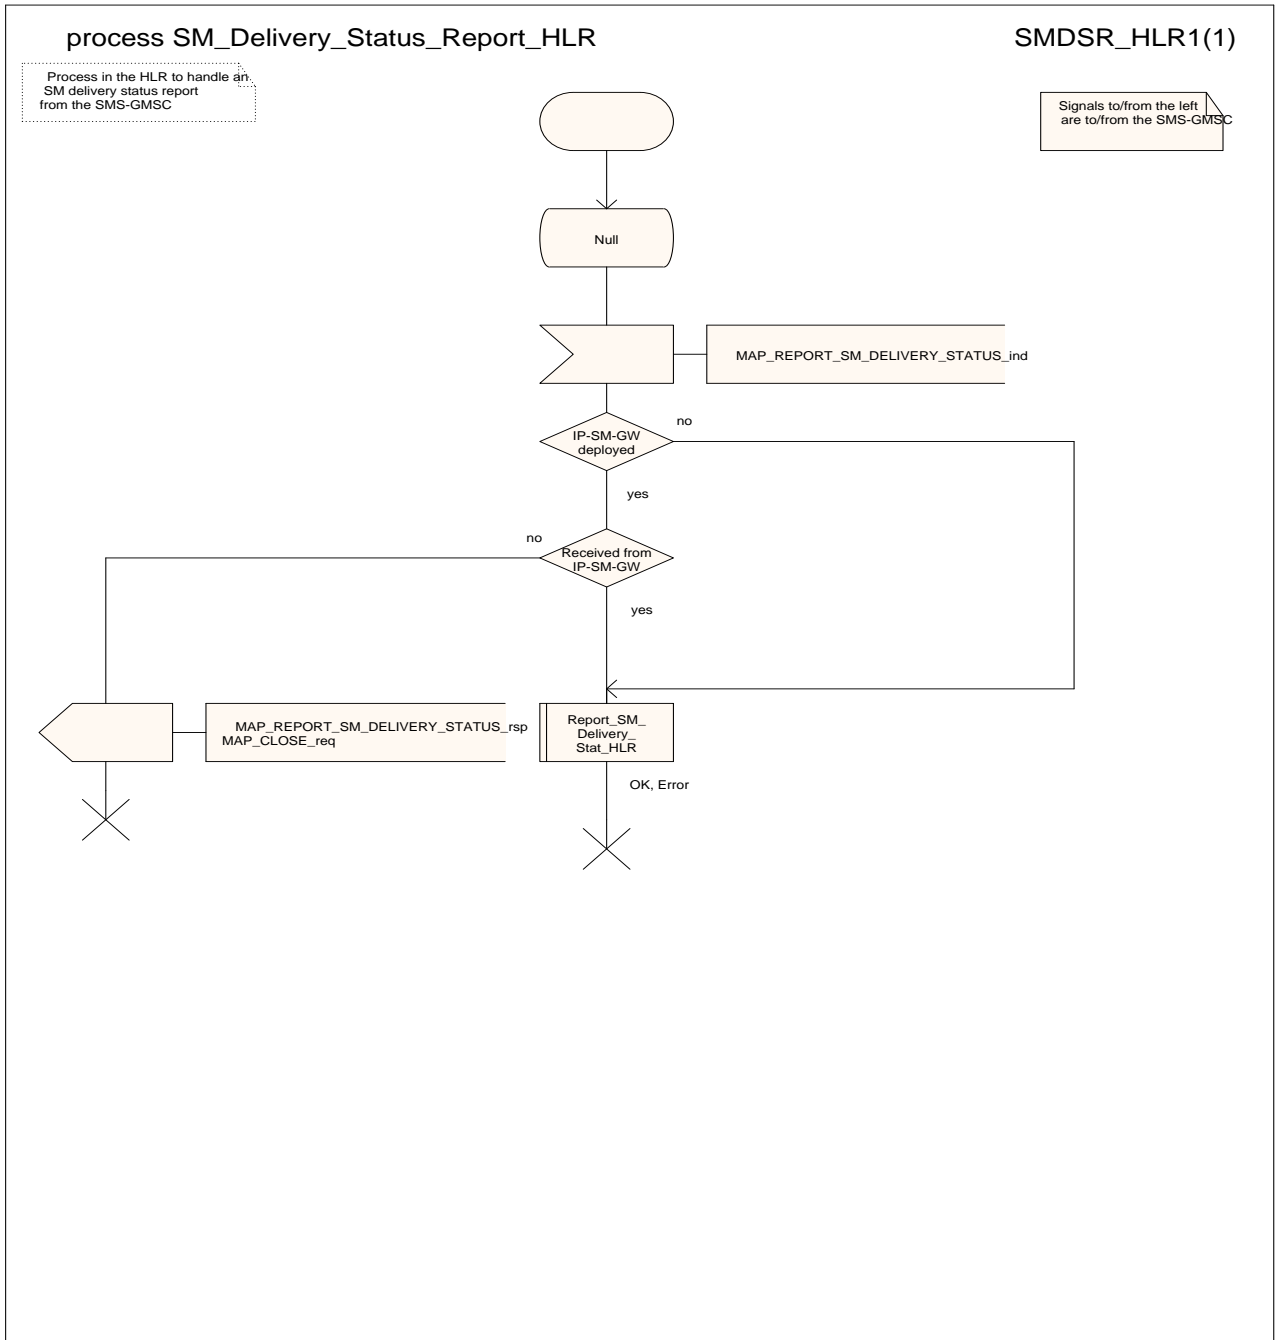 process SM_Delivery_Status_Report_HLR
SMDSR_HLR1(1)
Process in the HLR to handle an
SM delivery status report
from the SMS-GMSC
Signals to/from the left
are to/from the SMS-GMSC
Null
MAP_REPORT_SM_DELIVERY_STATUS_ind
IP-SM-GW
deployed
no
yes
Received from
IP-SM-GW
no
yes
MAP_REPORT_SM_DELIVERY_STATUS_rsp
MAP_CLOSE_req
Report_SM_
Delivery_
Stat_HLR
OK, Error